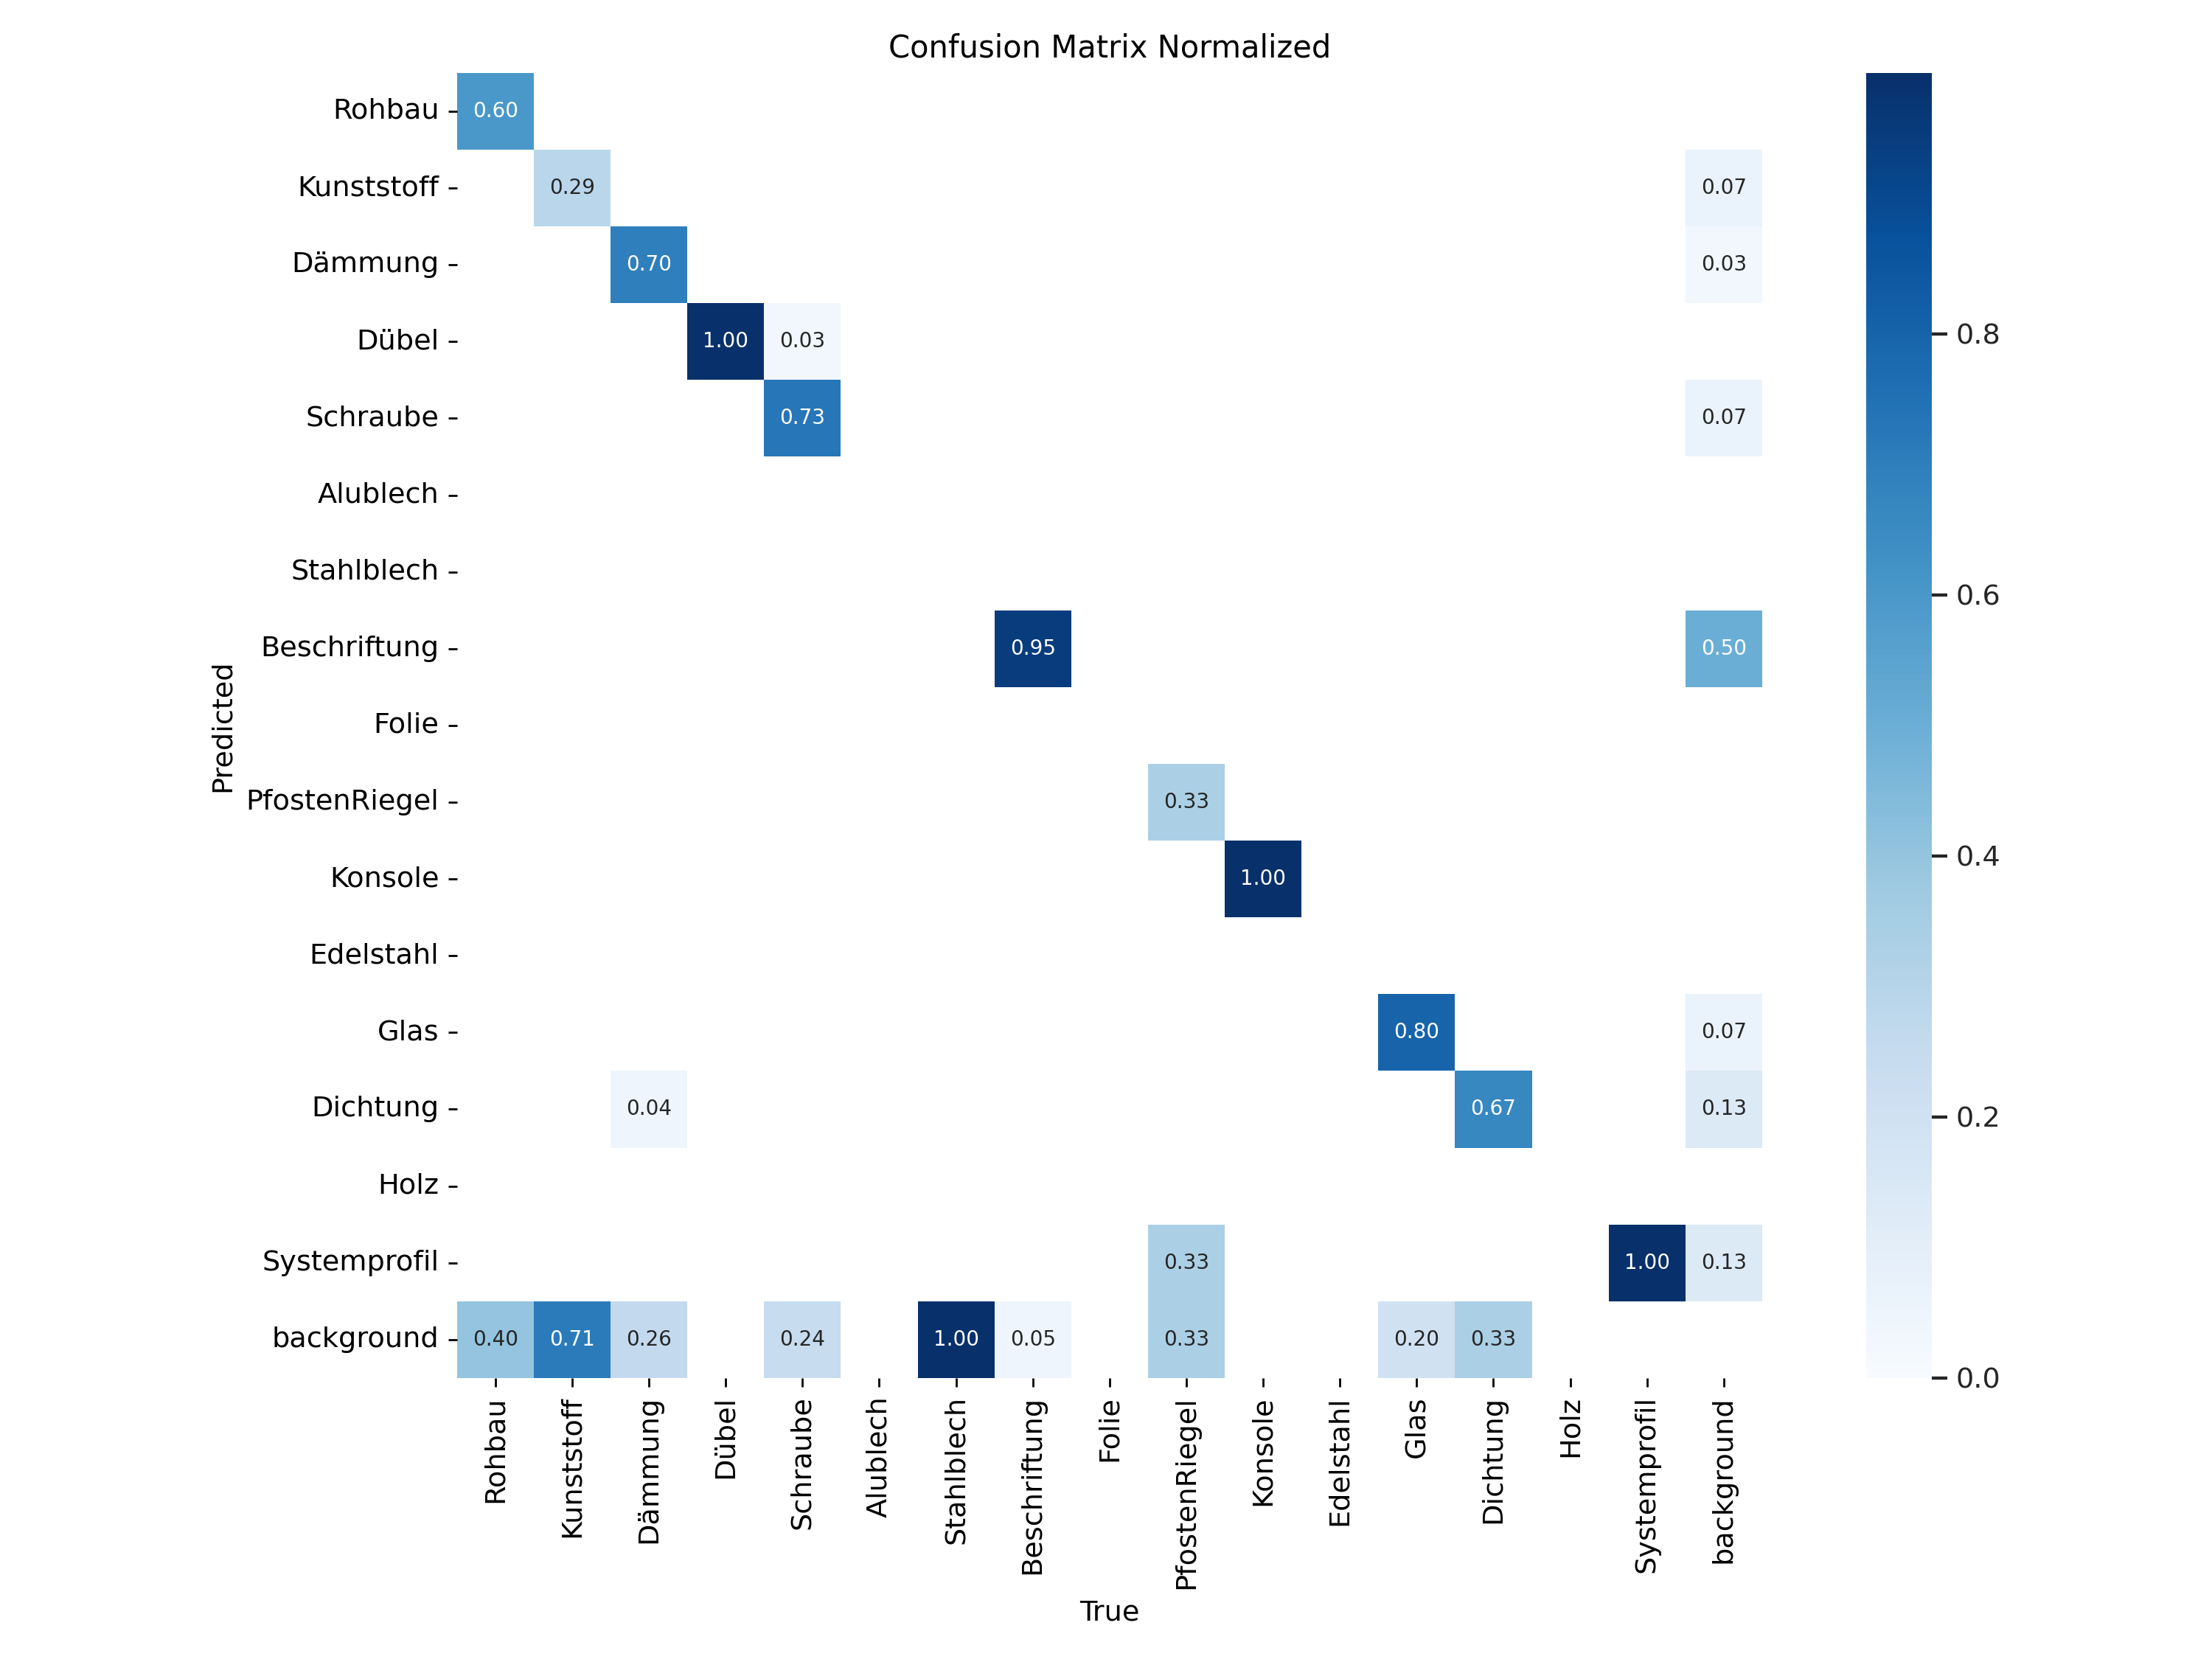 Confusion Matrix Normalized
Rohbau
0.60
Kunststoff
0.29 0.07
Dämmung
0.70 0.03
Dübel
1.00 0.03
Schraube
0.73 0.07
Alublech
Stahlblech
Beschriftung
0.95 0.50
Folie
PfostenRiegel
0.33
Konsole
1.00
Edelstahl
Glas
0.80 0.07
Dichtung
0.04 0.67 0.13
Holz
Systemprofil
0.33 1.00 0.13
background
0.40 0.71 0.26 0.24 1.00 0.05 0.33 0.20 0.33
Predicted
Rohbau
Kunststoff
Dämmung
Dübel
Schraube
Alublech
Stahlblech
Beschriftung
Folie
PfostenRiegel
Konsole
Edelstahl
Glas
Dichtung
Holz
Systemprofil
background
True
0.8
0.6
0.4
0.2
0.0